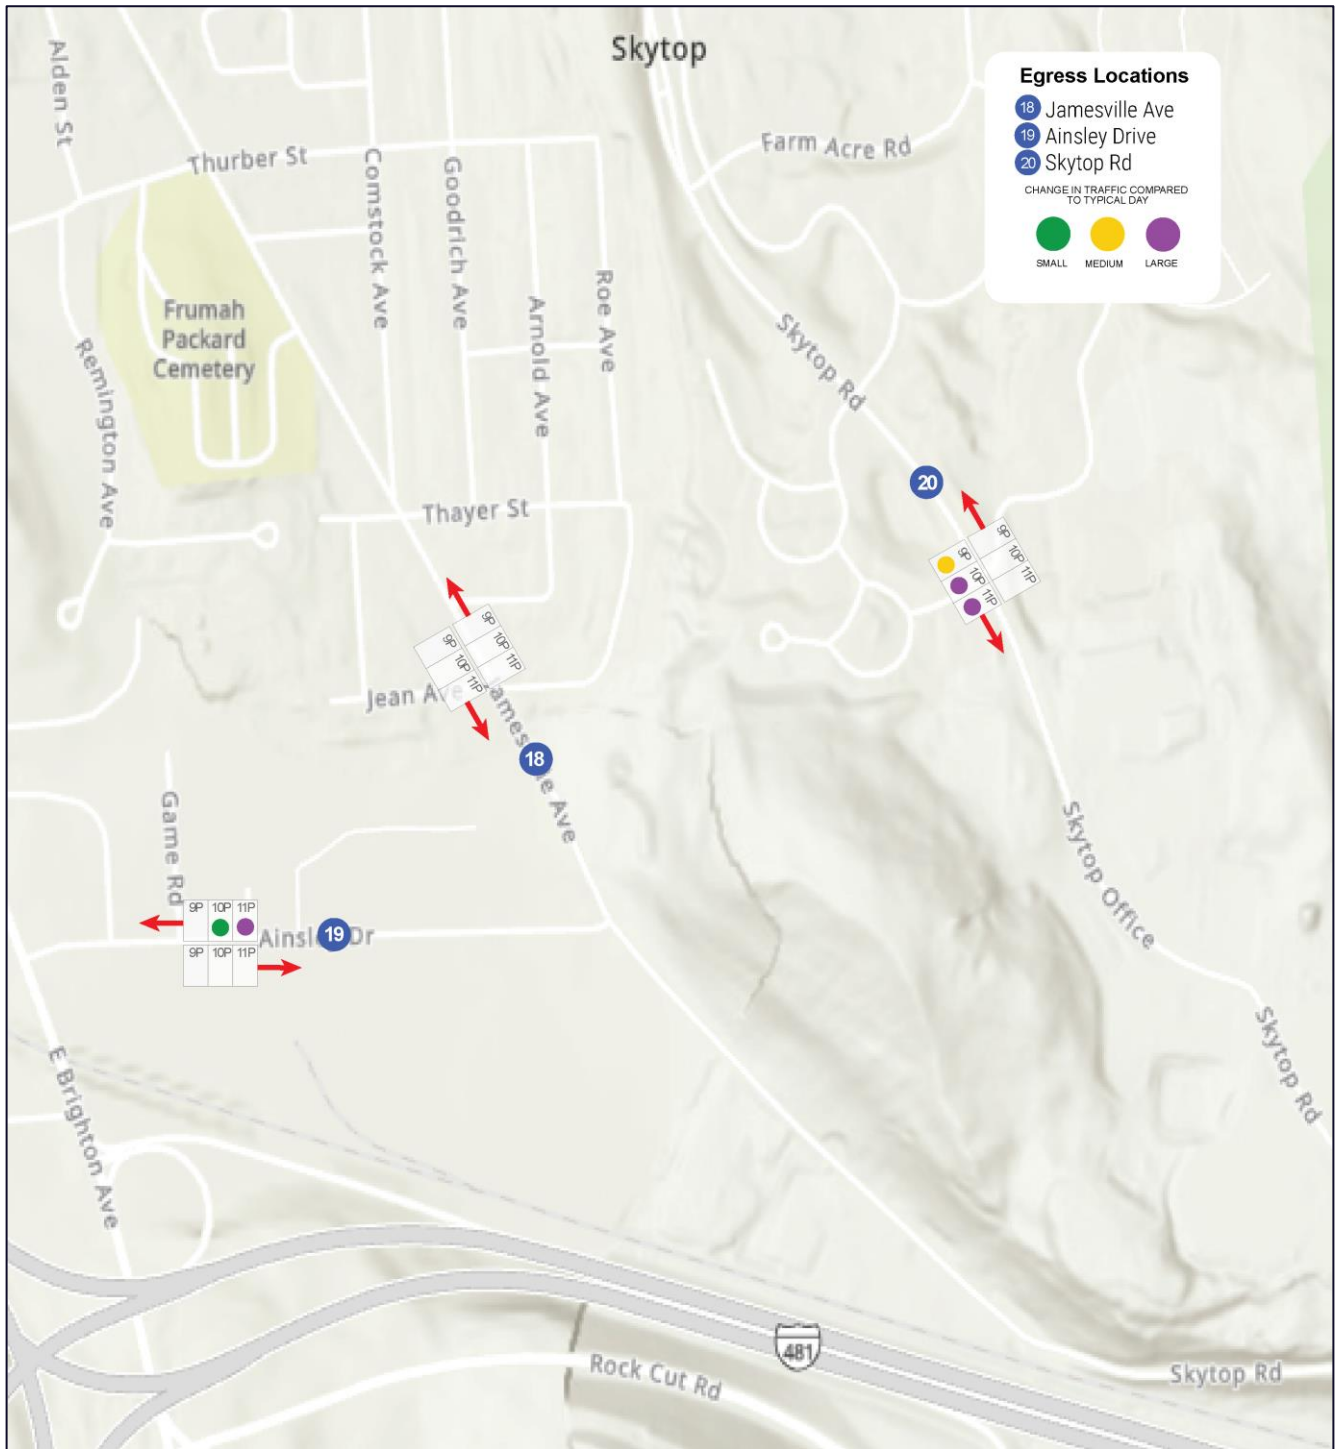 Skytop
Egress Locations
18 Jamesville Ave
19 Ainsley Drive
20 Skytop Rd
CHANGE IN TRAFFIC COMPARED
TO TYPICAL DAY
SMALL MEDIUM LARGE
Alden St
Thurber St
Comstock Ave
Goodrich Ave
Arnold Ave
Roe Ave
Farm Acre Rd
Frumah
Packard
Cemetery
Remington Ave
Skytop Rd
Thayer St
20
9P
10P
11P
9P
10P
11P
9P
10P
11P
9P
10P
11P
Jean Ave
18
Game Rd
9P 10P 11P
19
9P 10P 11P
Skytop Office
Skytop Rd
E Brighton Ave
481
Rock Cut Rd
Skytop Rd